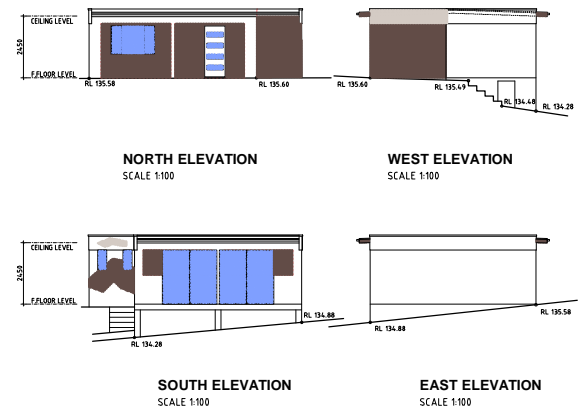 CEILING LEVEL
2450
F.FLOOR LEVEL
RL 135.58
RL 135.60
NORTH ELEVATION
SCALE 1:100
RL 135.60
RL 135.49
RL 134.48
RL 134.28
WEST ELEVATION
SCALE 1:100
CEILING LEVEL
2450
F.FLOOR LEVEL
RL 134.28
RL 134.88
SOUTH ELEVATION
SCALE 1:100
RL 134.88
RL 135.58
EAST ELEVATION
SCALE 1:100